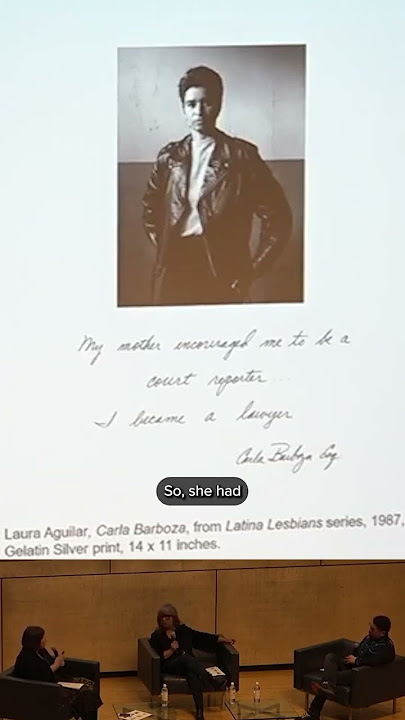 My mother encouraged me to be a
court reporter...
I became a lawyer
Carla Barboza Esq
So, she had
Laura Aguilar, Carla Barboza, from Latina Lesbians series, 1987,
Gelatin Silver print, 14 x 11 inches.